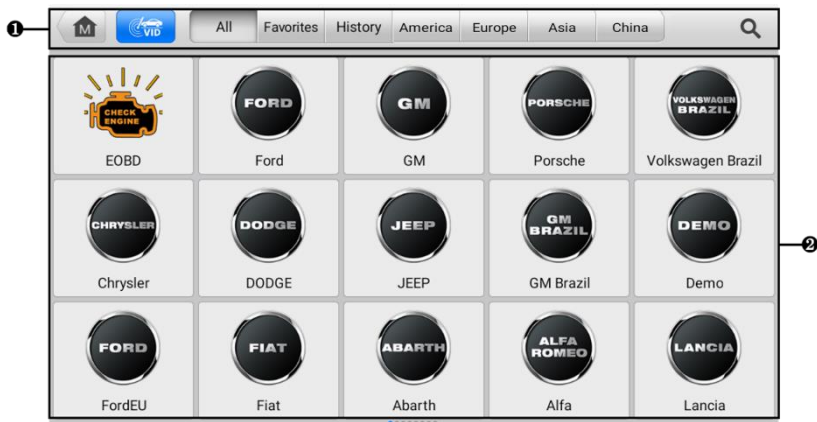 ❶
M
VID
All Favorites History America Europe Asia China
CHECK
ENGINE
EOBD
FORD
Ford
GM
GM
PORSCHE
Porsche
VOLKSWAGEN
BRAZIL
Volkswagen Brazil
CHRYSLER
Chrysler
DODGE
DODGE
JEEP
JEEP
GM
BRAZIL
GM Brazil
DEMO
Demo
❷
FORD
FordEU
FIAT
Fiat
ABARTH
Abarth
ALFA
ROMEO
Alfa
LANCIA
Lancia